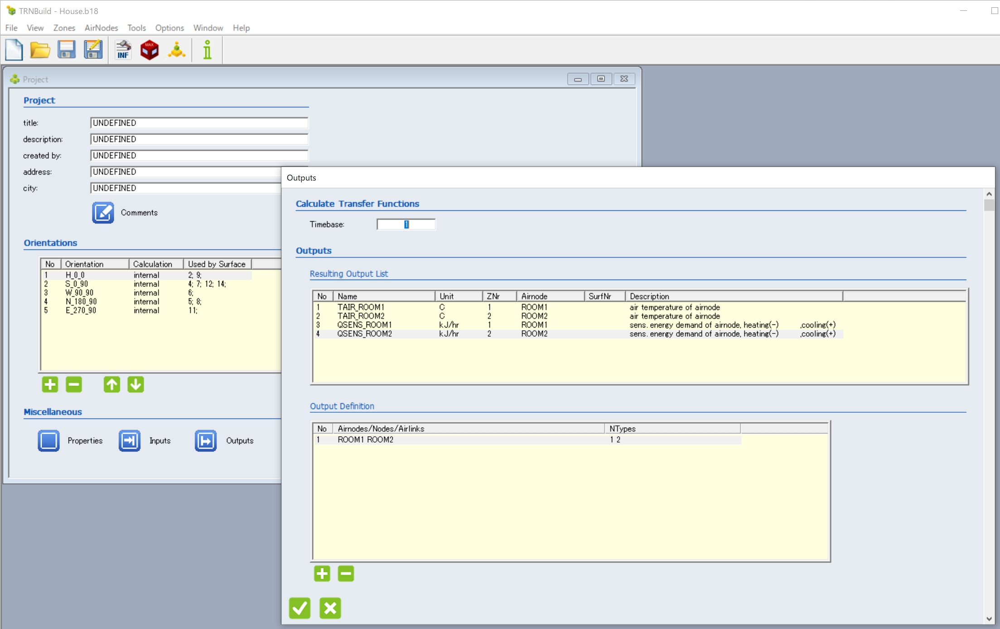 TRNBuild - House.b18
File View Zones AirNodes Tools Options Window Help
INF MAX i
Project
Project
title: UNDEFINED
description: UNDEFINED
created by: UNDEFINED
address: UNDEFINED
city: UNDEFINED
Comments
Orientations
No Orientation Calculation Used by Surface
1 H_0_0 internal 2; 9;
2 S_0_90 internal 4; 7; 12; 14;
3 W_90_90 internal 6;
4 N_180_90 internal 5; 8;
5 E_270_90 internal 11;
Miscellaneous
Properties Inputs Outputs
Outputs
Calculate Transfer Functions
Timebase: 1
Outputs
Resulting Output List
No Name Unit ZNr Airnode SurfNr Description
1 TAIR_ROOM1 C 1 ROOM1 air temperature of airnode
2 TAIR_ROOM2 C 2 ROOM2 air temperature of airnode
3 QSENS_ROOM1 kJ/hr 1 ROOM1 sens. energy demand of airnode, heating(-) ,cooling(+)
4 QSENS_ROOM2 kJ/hr 2 ROOM2 sens. energy demand of airnode, heating(-) ,cooling(+)
Output Definition
No Airnodes/Nodes/Airlinks NTypes
1 ROOM1 ROOM2 1 2